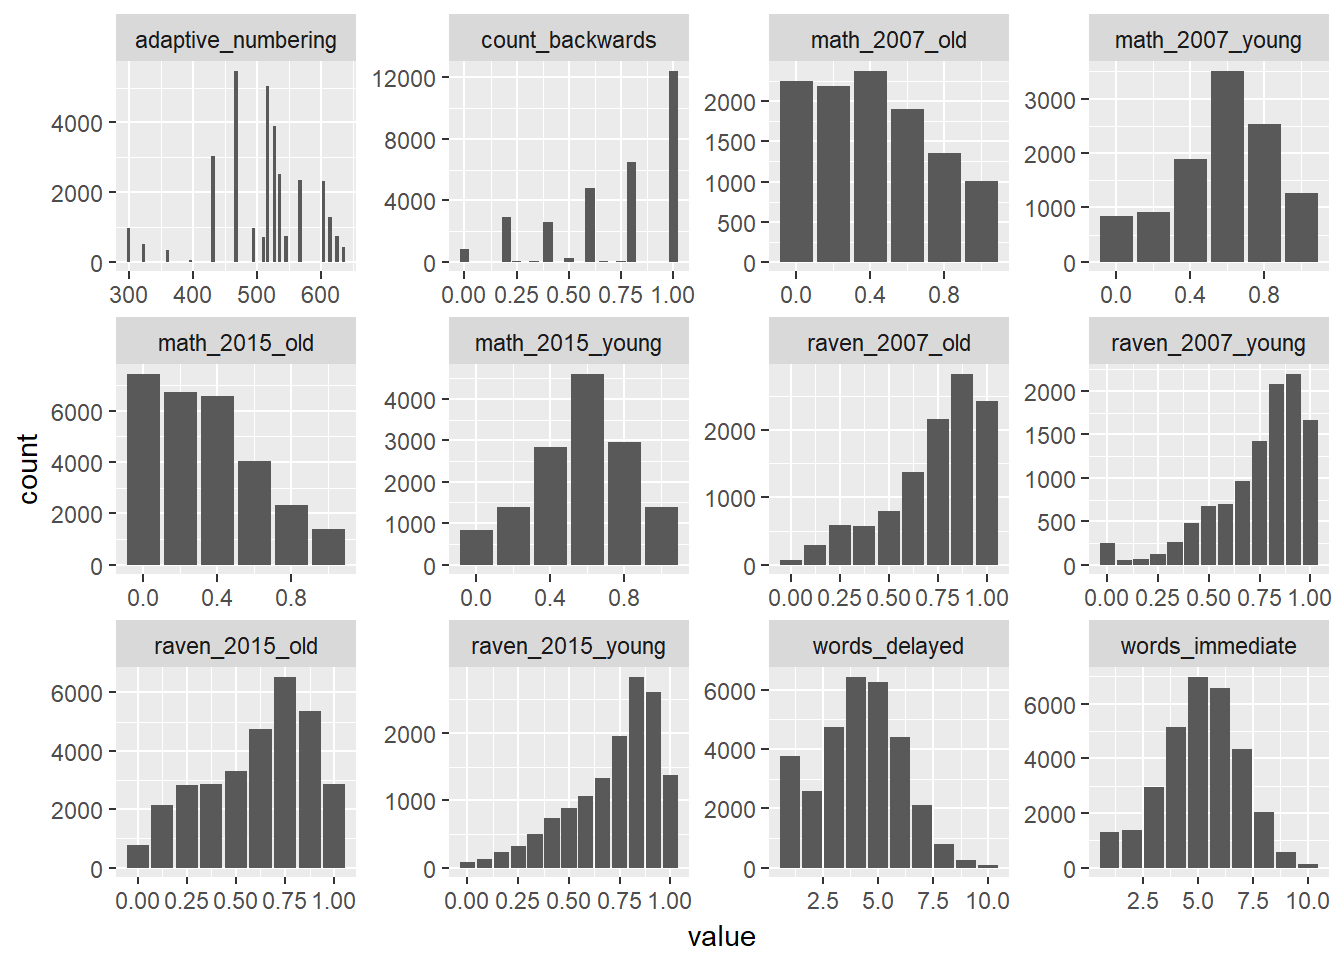 adaptive_numbering count_backwards math_2007_old math_2007_young
4000
2000
0
300 400 500 600
12000
8000
4000
0
0.00 0.25 0.50 0.75 1.00
2000
1500
1000
500
0
0.0 0.4 0.8
3000
2000
1000
0
0.0 0.4 0.8
math_2015_old math_2015_young raven_2007_old raven_2007_young
6000
4000
2000
0
0.0 0.4 0.8
4000
3000
2000
1000
0
0.0 0.4 0.8
2000
1000
0
0.00 0.25 0.50 0.75 1.00
2000
1500
1000
500
0
0.00 0.25 0.50 0.75 1.00
raven_2015_old raven_2015_young words_delayed words_immediate
6000
4000
2000
0
0.00 0.25 0.50 0.75 1.00
2000
1000
0
0.00 0.25 0.50 0.75 1.00
6000
4000
2000
0
2.5 5.0 7.5 10.0
6000
4000
2000
0
2.5 5.0 7.5 10.0
count
value